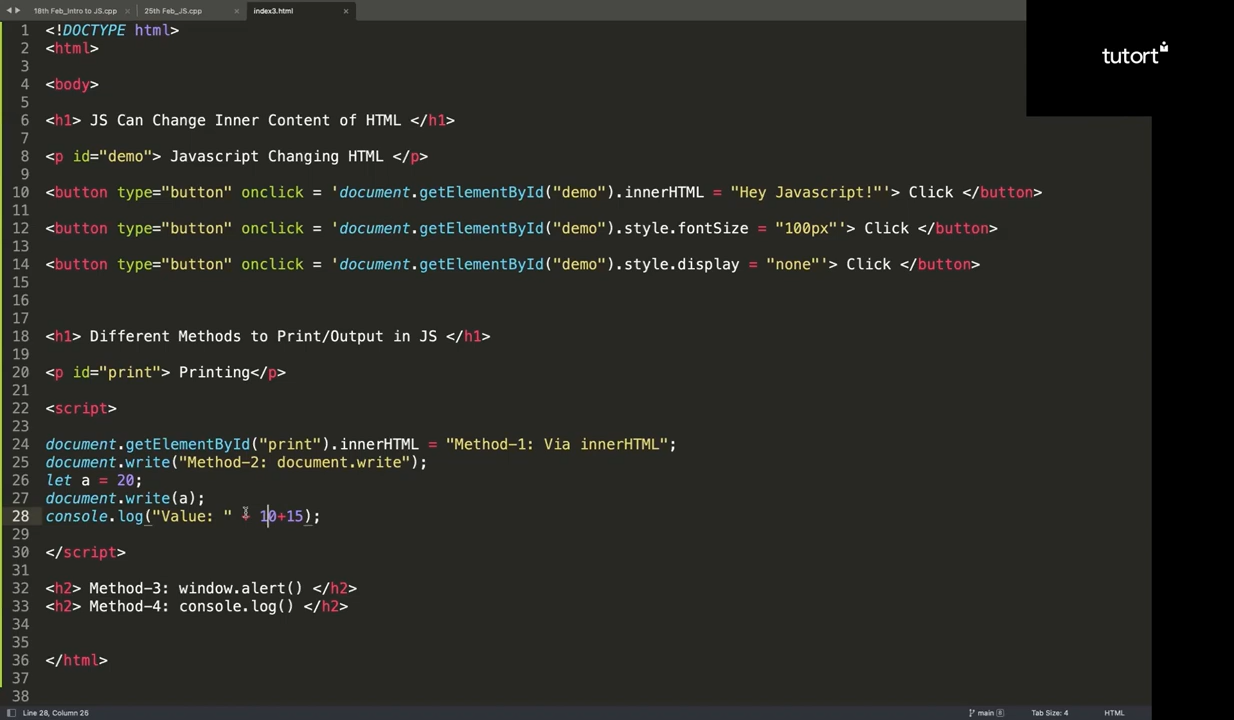 18th Feb_Intro to JS.cpp × 25th Feb_JS.cpp × index3.html ×
tutort
1 <!DOCTYPE html>
2 <html>
3
4 <body>
5
6 <h1> JS Can Change Inner Content of HTML </h1>
7
8 <p id="demo"> Javascript Changing HTML </p>
9
10 <button type="button" onclick = 'document.getElementById("demo").innerHTML = "Hey Javascript!"'> Click </button>
11
12 <button type="button" onclick = 'document.getElementById("demo").style.fontSize = "100px"'> Click </button>
13
14 <button type="button" onclick = 'document.getElementById("demo").style.display = "none"'> Click </button>
15
16
17
18 <h1> Different Methods to Print/Output in JS </h1>
19
20 <p id="print"> Printing</p>
21
22 <script>
23
24 document.getElementById("print").innerHTML = "Method-1: Via innerHTML";
25 document.write("Method-2: document.write");
26 let a = 20;
27 document.write(a);
28 console.log("Value: " + 10+15);
29
30 </script>
31
32 <h2> Method-3: window.alert() </h2>
33 <h2> Method-4: console.log() </h2>
34
35
36 </html>
37
38
Line 28, Column 26 main 6 Tab Size: 4 HTML